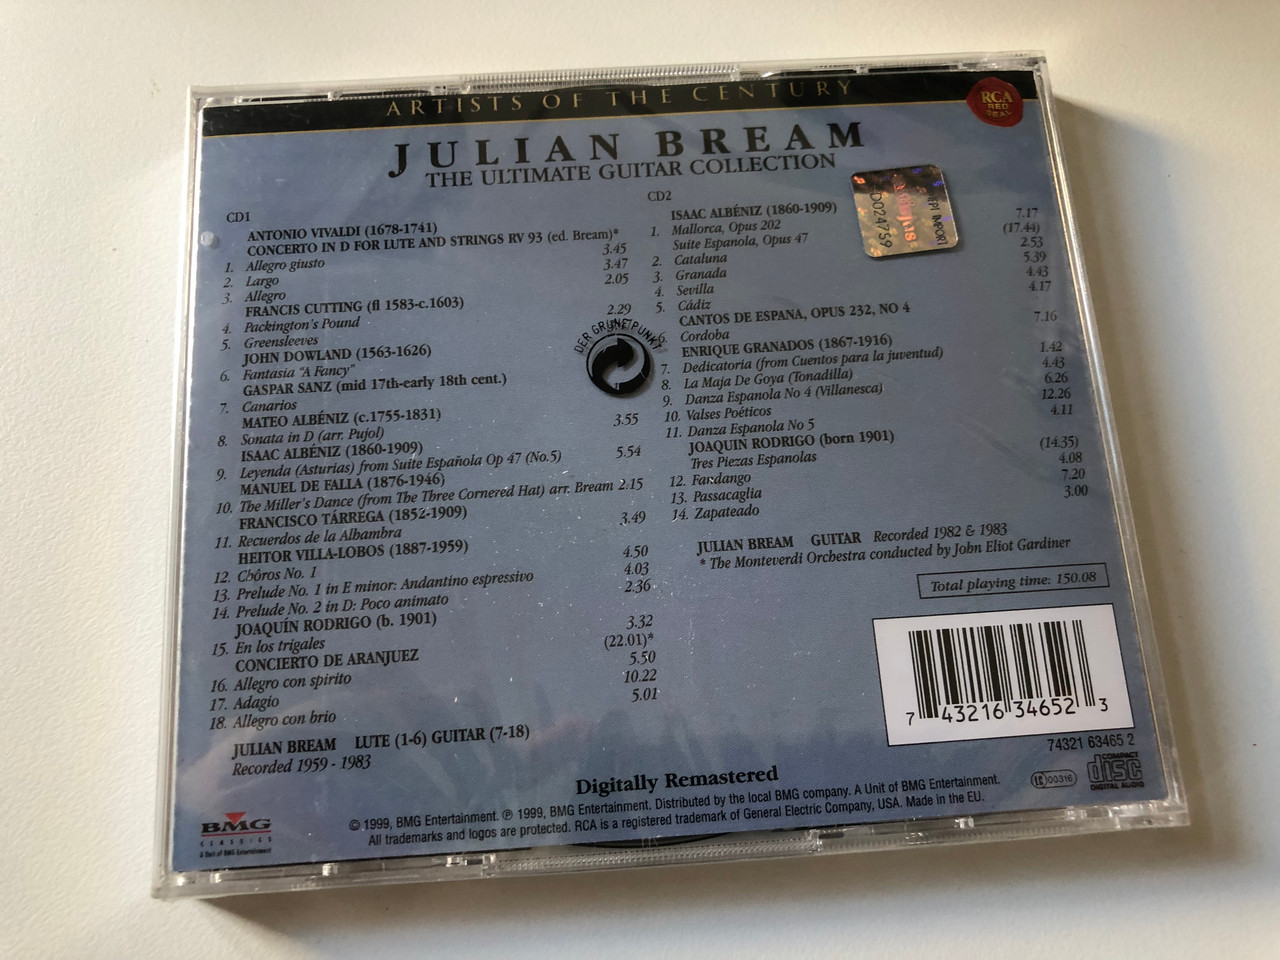 ARTISTS OF THE CENTURY
RCA
RED
SEAL
JULIAN BREAM
THE ULTIMATE GUITAR COLLECTION
CD1
ANTONIO VIVALDI (1678-1741)
CONCERTO IN D FOR LUTE AND STRINGS RV 93 (ed. Bream)*
1. Allegro giusto 3.45
2. Largo 3.47
3. Allegro 2.05
FRANCIS CUTTING (fl 1583-c.1603)
4. Packington's Pound 2.29
5. Greensleeves
JOHN DOWLAND (1563-1626)
6. Fantasia "A Fancy"
GASPAR SANZ (mid 17th-early 18th cent.)
7. Canarios
MATEO ALBÉNIZ (c.1755-1831)
8. Sonata in D (arr. Pujol) 3.55
ISAAC ALBÉNIZ (1860-1909)
9. Leyenda (Asturias) from Suite Española Op 47 (No.5) 5.54
MANUEL DE FALLA (1876-1946)
10. The Miller's Dance (from The Three Cornered Hat) arr. Bream 2.15
FRANCISCO TÁRREGA (1852-1909)
11. Recuerdos de la Alhambra 3.49
HEITOR VILLA-LOBOS (1887-1959)
12. Chôros No. 1 4.50
13. Prelude No. 1 in E minor: Andantino espressivo 4.03
14. Prelude No. 2 in D: Poco animato 2.36
JOAQUÍN RODRIGO (b. 1901)
15. En los trigales 3.32
CONCIERTO DE ARANJUEZ (22.01)*
16. Allegro con spirito 5.50
17. Adagio 10.22
18. Allegro con brio 5.01
JULIAN BREAM LUTE (1-6) GUITAR (7-18)
Recorded 1959 - 1983
DER GRÜNE PUNKT
CD2
ISAAC ALBÉNIZ (1860-1909)
1. Mallorca, Opus 202 7.17
Suite Espanola, Opus 47 (17.44)
2. Cataluna 2.53
3. Granada 5.39
4. Sevilla 4.43
5. Cádiz 4.17
CANTOS DE ESPANA, OPUS 232, NO 4
6. Cordoba 7.16
ENRIQUE GRANADOS (1867-1916)
7. Dedicatoria (from Cuentos para la juventud) 1.42
8. La Maja De Goya (Tonadilla) 4.43
9. Danza Espanola No 4 (Villanesca) 6.26
10. Valses Poéticos 12.26
11. Danza Espanola No 5 4.11
JOAQUIN RODRIGO (born 1901)
Tres Piezas Espanolas (14.35)
12. Fandango 4.08
13. Passacaglia 7.20
14. Zapateado 3.00
JULIAN BREAM GUITAR Recorded 1982 & 1983
* The Monteverdi Orchestra conducted by John Eliot Gardiner
Total playing time: 150.08
D024759
7 43216 34652 3
74321 63465 2
LC 00316
COMPACT
disc
DIGITAL AUDIO
Digitally Remastered
BMG
CLASSICS
A Unit of BMG Entertainment
© 1999, BMG Entertainment. ℗ 1999, BMG Entertainment. Distributed by the local BMG company. A Unit of BMG Entertainment.
All trademarks and logos are protected. RCA is a registered trademark of General Electric Company, USA. Made in the EU.